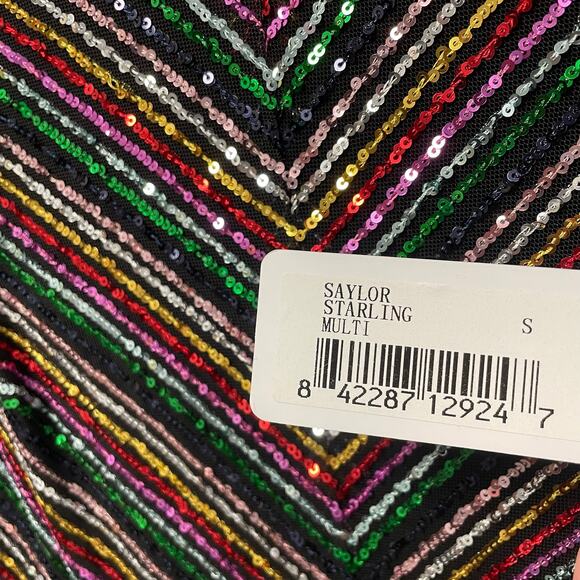 SAYLOR
STARLING
MULTI S
8 42287 12924 7